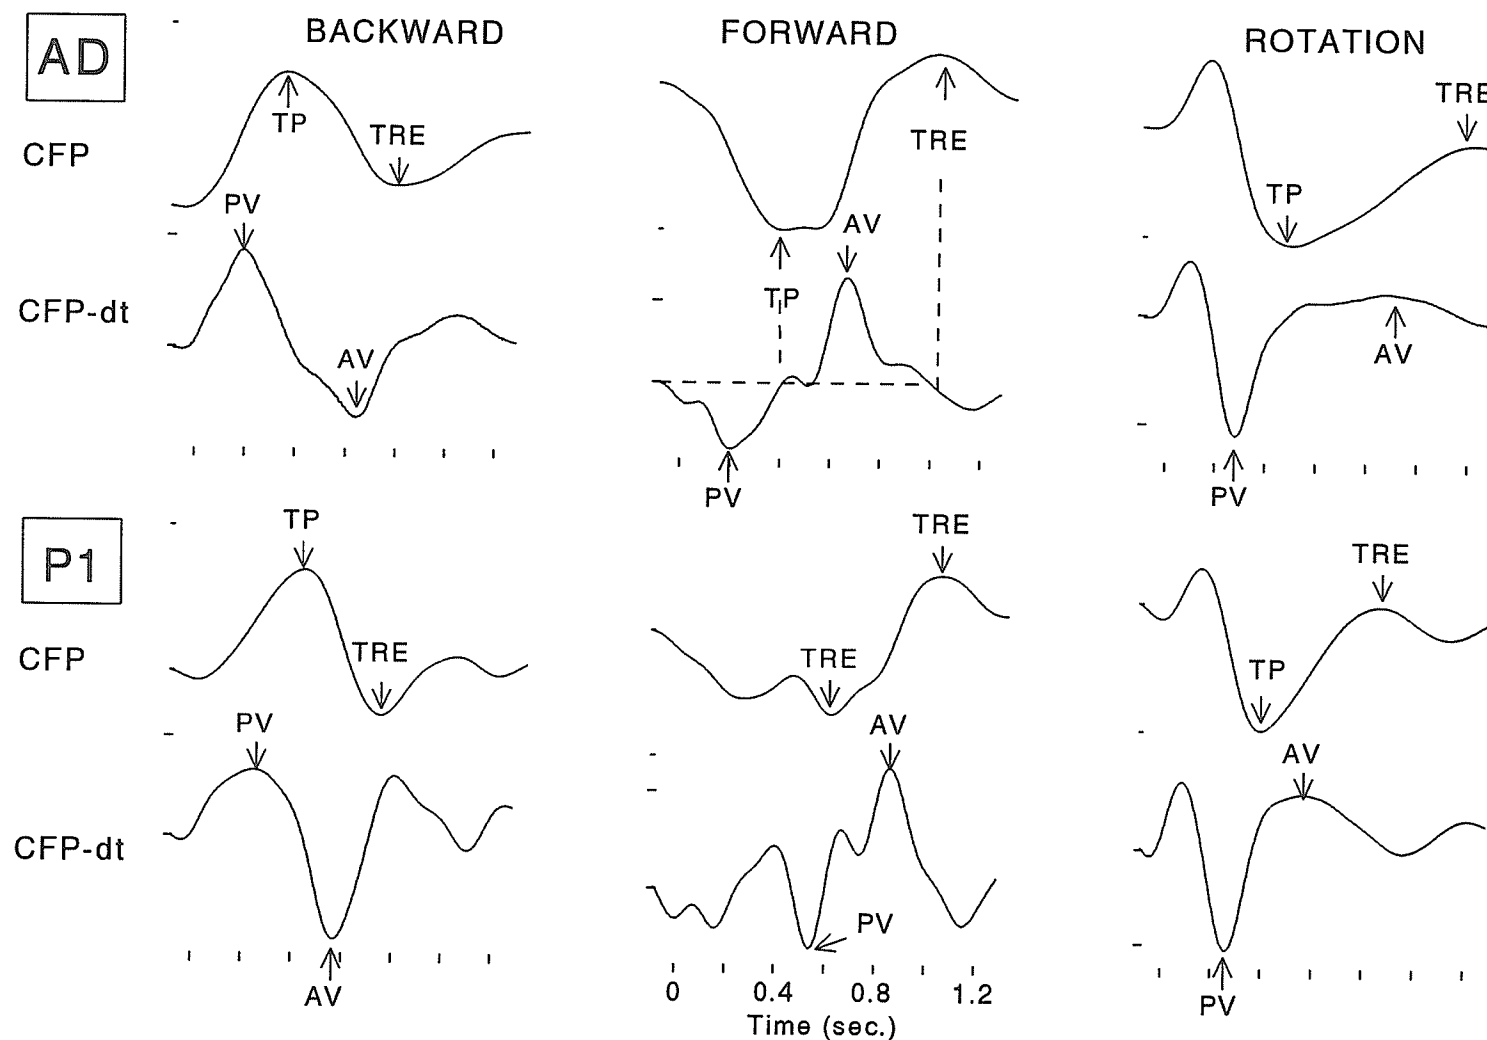 AD
BACKWARD
FORWARD
ROTATION
CFP
TP
TRE
TRE
TRE
TP
CFP-dt
PV
AV
AV
TP
PV
AV
PV
P1
CFP
TP
TRE
TRE
TRE
TRE
TP
CFP-dt
PV
AV
AV
PV
AV
PV
0 0.4 0.8 1.2
Time (sec.)